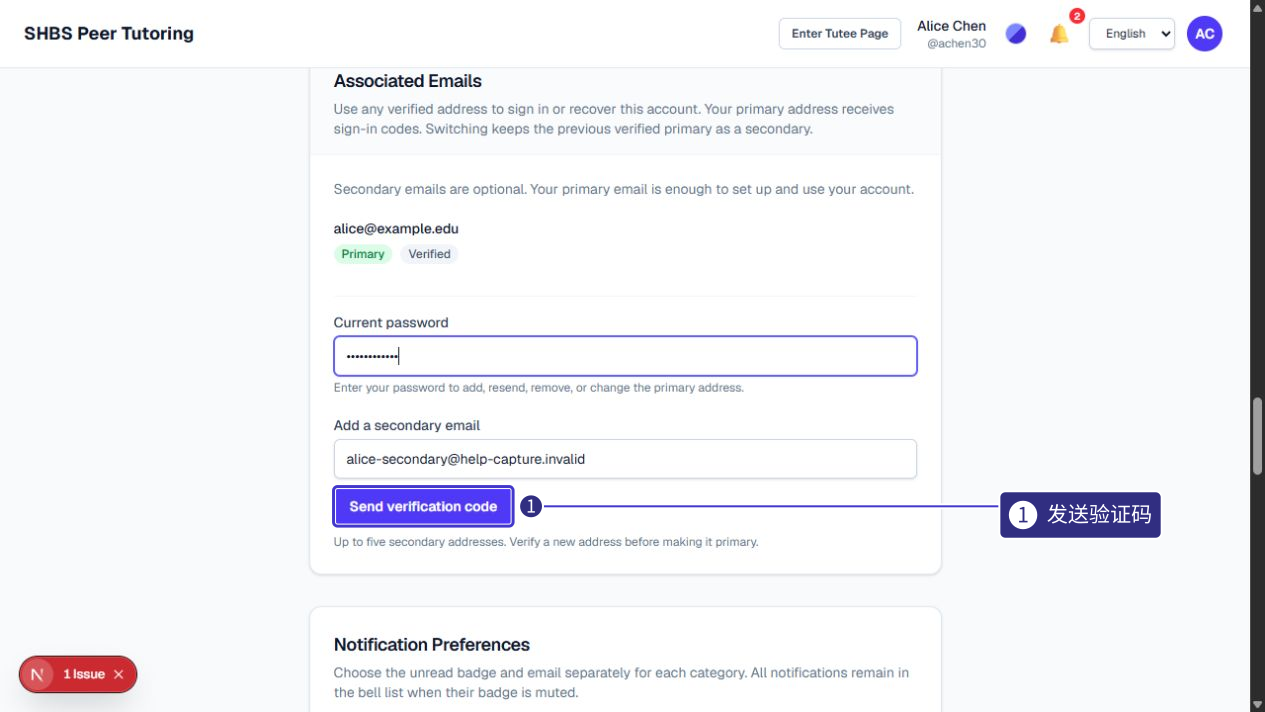 SHBS Peer Tutoring
Enter Tutee Page
Alice Chen
@achen30
2
English
AC
Associated Emails
Use any verified address to sign in or recover this account. Your primary address receives
sign-in codes. Switching keeps the previous verified primary as a secondary.
Secondary emails are optional. Your primary email is enough to set up and use your account.
alice@example.edu
Primary
Verified
Current password
••••••••••••
Enter your password to add, resend, remove, or change the primary address.
Add a secondary email
alice-secondary@help-capture.invalid
Send verification code
1
1 发送验证码
Up to five secondary addresses. Verify a new address before making it primary.
Notification Preferences
Choose the unread badge and email separately for each category. All notifications remain in
the bell list when their badge is muted.
N
1 Issue